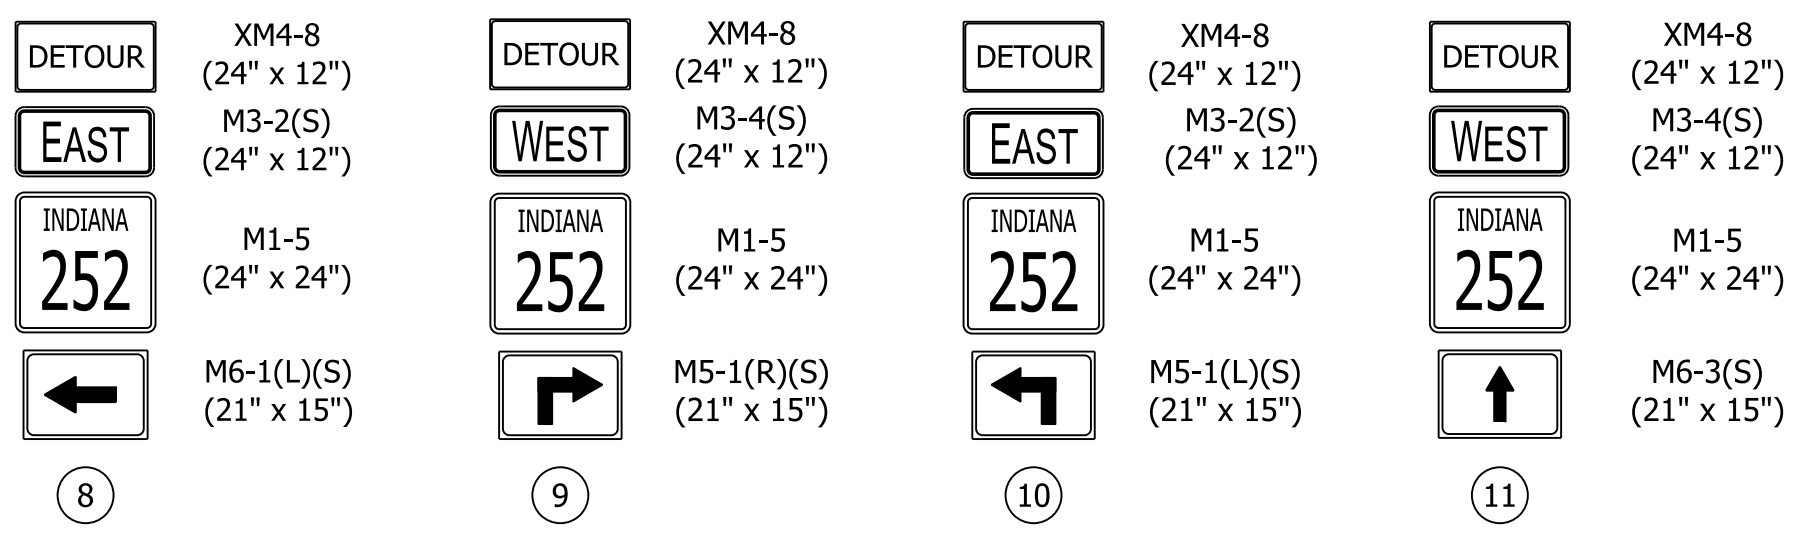 DETOUR
XM4-8
(24" x 12")
EAST
M3-2(S)
(24" x 12")
INDIANA
252
M1-5
(24" x 24")
M6-1(L)(S)
(21" x 15")
8
DETOUR
XM4-8
(24" x 12")
WEST
M3-4(S)
(24" x 12")
INDIANA
252
M1-5
(24" x 24")
M5-1(R)(S)
(21" x 15")
9
DETOUR
XM4-8
(24" x 12")
EAST
M3-2(S)
(24" x 12")
INDIANA
252
M1-5
(24" x 24")
M5-1(L)(S)
(21" x 15")
10
DETOUR
XM4-8
(24" x 12")
WEST
M3-4(S)
(24" x 12")
INDIANA
252
M1-5
(24" x 24")
M6-3(S)
(21" x 15")
11